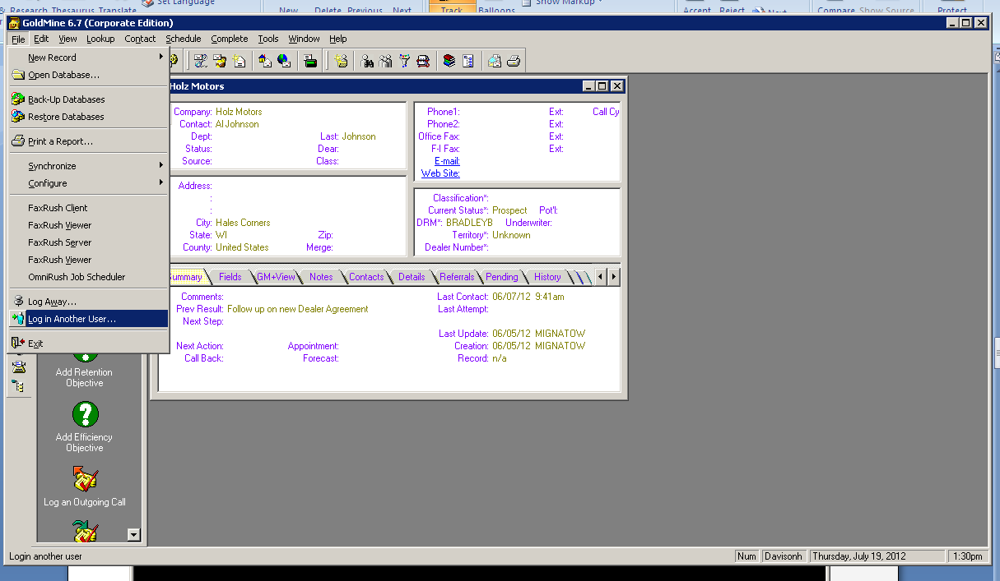 Research Thesaurus Translate Set Language New Delete Previous Next Track Balloons Show Markup Accept Reject Next Compare Show Source Protect
GoldMine 6.7 (Corporate Edition)
File Edit View Lookup Contact Schedule Complete Tools Window Help
New Record
Open Database...
Back-Up Databases
Restore Databases
Print a Report...
Synchronize
Configure
FaxRush Client
FaxRush Viewer
FaxRush Server
FaxRush Viewer
OmniRush Job Scheduler
Log Away...
Log in Another User...
Exit
Holz Motors
Company: Holz Motors
Contact: Al Johnson
Dept: Last: Johnson
Status: Dear:
Source: Class:
Phone1: Ext: Call Cy
Phone2: Ext:
Office Fax: Ext:
F-I Fax: Ext:
E-mail:
Web Site:
Address:
:
:
City: Hales Corners
State: WI Zip:
County: United States Merge:
Classification*:
Current Status*: Prospect Pot'l:
DRM*: BRADLEYB Underwriter:
Territory*: Unknown
Dealer Number*:
ummary Fields GM+View Notes Contacts Details Referrals Pending History
Comments: Last Contact: 06/07/12 9:41am
Prev Result: Follow up on new Dealer Agreement Last Attempt:
Next Step:
Last Update: 06/05/12 MIGNATOW
Next Action: Appointment: Creation: 06/05/12 MIGNATOW
Call Back: Forecast: Record: n/a
Add Retention
Objective
Add Efficiency
Objective
Log an Outgoing Call
Login another user Num Davisonh Thursday, July 19, 2012 1:30pm